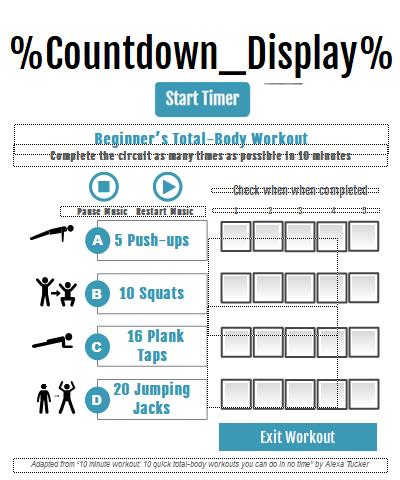 %Countdown_Display%
Start Timer
Beginner's Total-Body Workout
Complete the circuit as many times as possible in 10 minutes
Check when when completed
Pause Music Restart Music
1 2 3 4 5
A 5 Push-ups
B 10 Squats
C 16 Plank
Taps
D 20 Jumping
Jacks
Exit Workout
Adapted from "10 minute workout: 10 quick total-body workouts you can do in no time" by Alexa Tucker